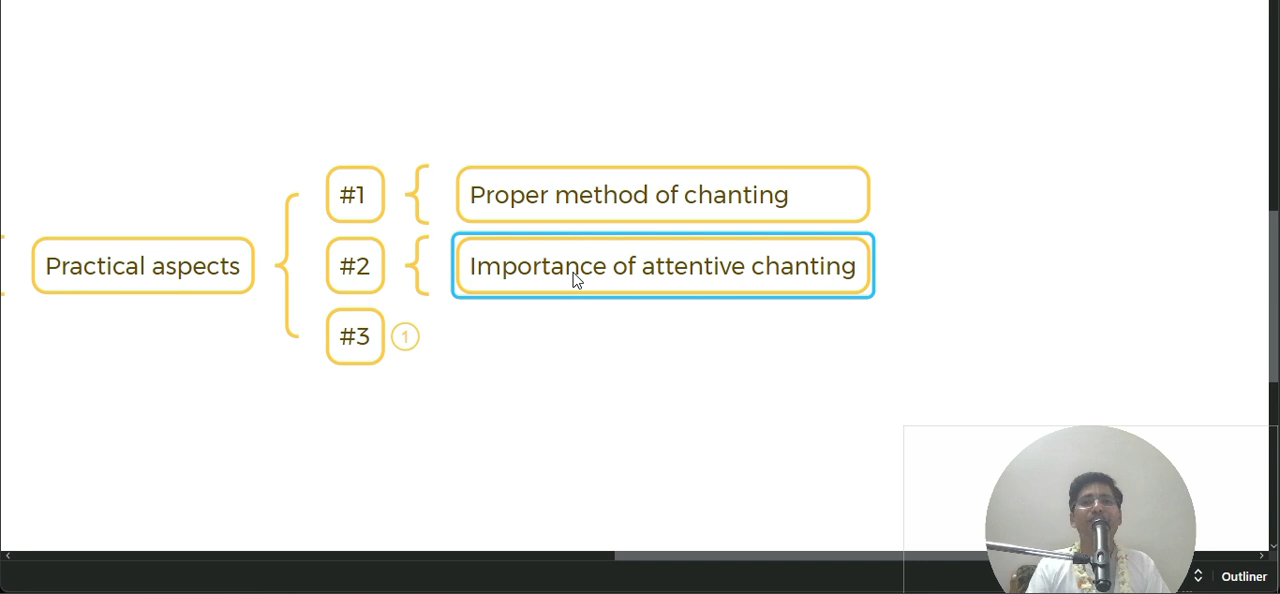 Practical aspects
#1
Proper method of chanting
#2
Importance of attentive chanting
#3
1
Outliner